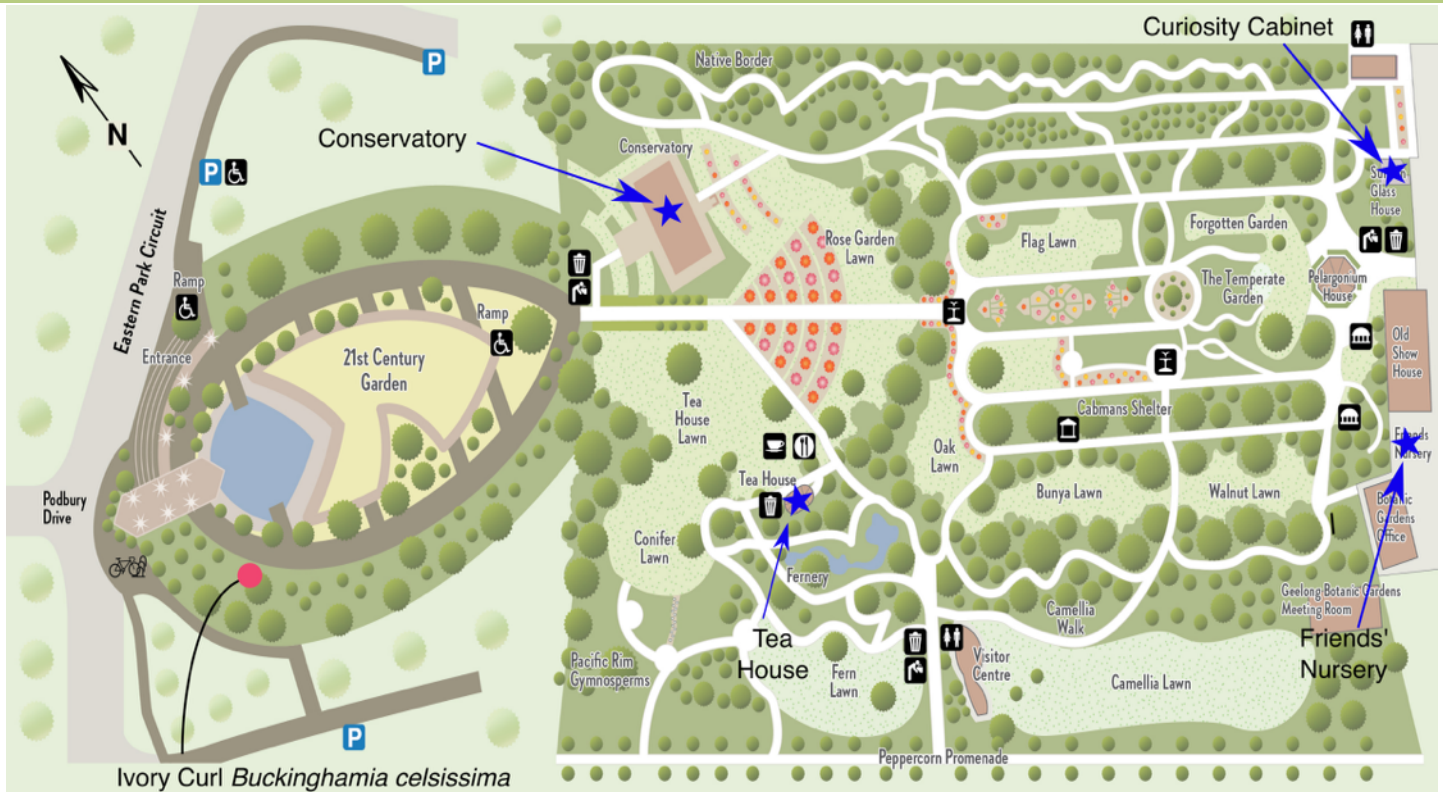 Curiosity Cabinet
Native Border
P
N
Conservatory
Conservatory
P
Glass
House
Eastern Park Circuit
Ramp
Rose Garden
Lawn
Flag Lawn
Forgotten Garden
The Temperate
Garden
Pelargonium
House
Ramp
Entrance
21st Century
Garden
Old
Show
House
Tea
House
Lawn
Cabmans Shelter
Oak
Lawn
Friends
Nursery
Tea House
Bunya Lawn
Walnut Lawn
Podbury
Drive
Botanic
Gardens
Office
Conifer
Lawn
Fernery
Geelong Botanic Gardens
Meeting Room
Camellia
Walk
Tea
House
Friends'
Nursery
Pacific Rim
Gymnosperms
Fern
Lawn
Visitor
Centre
Camellia Lawn
P
Peppercorn Promenade
Ivory Curl Buckinghamia celsissima